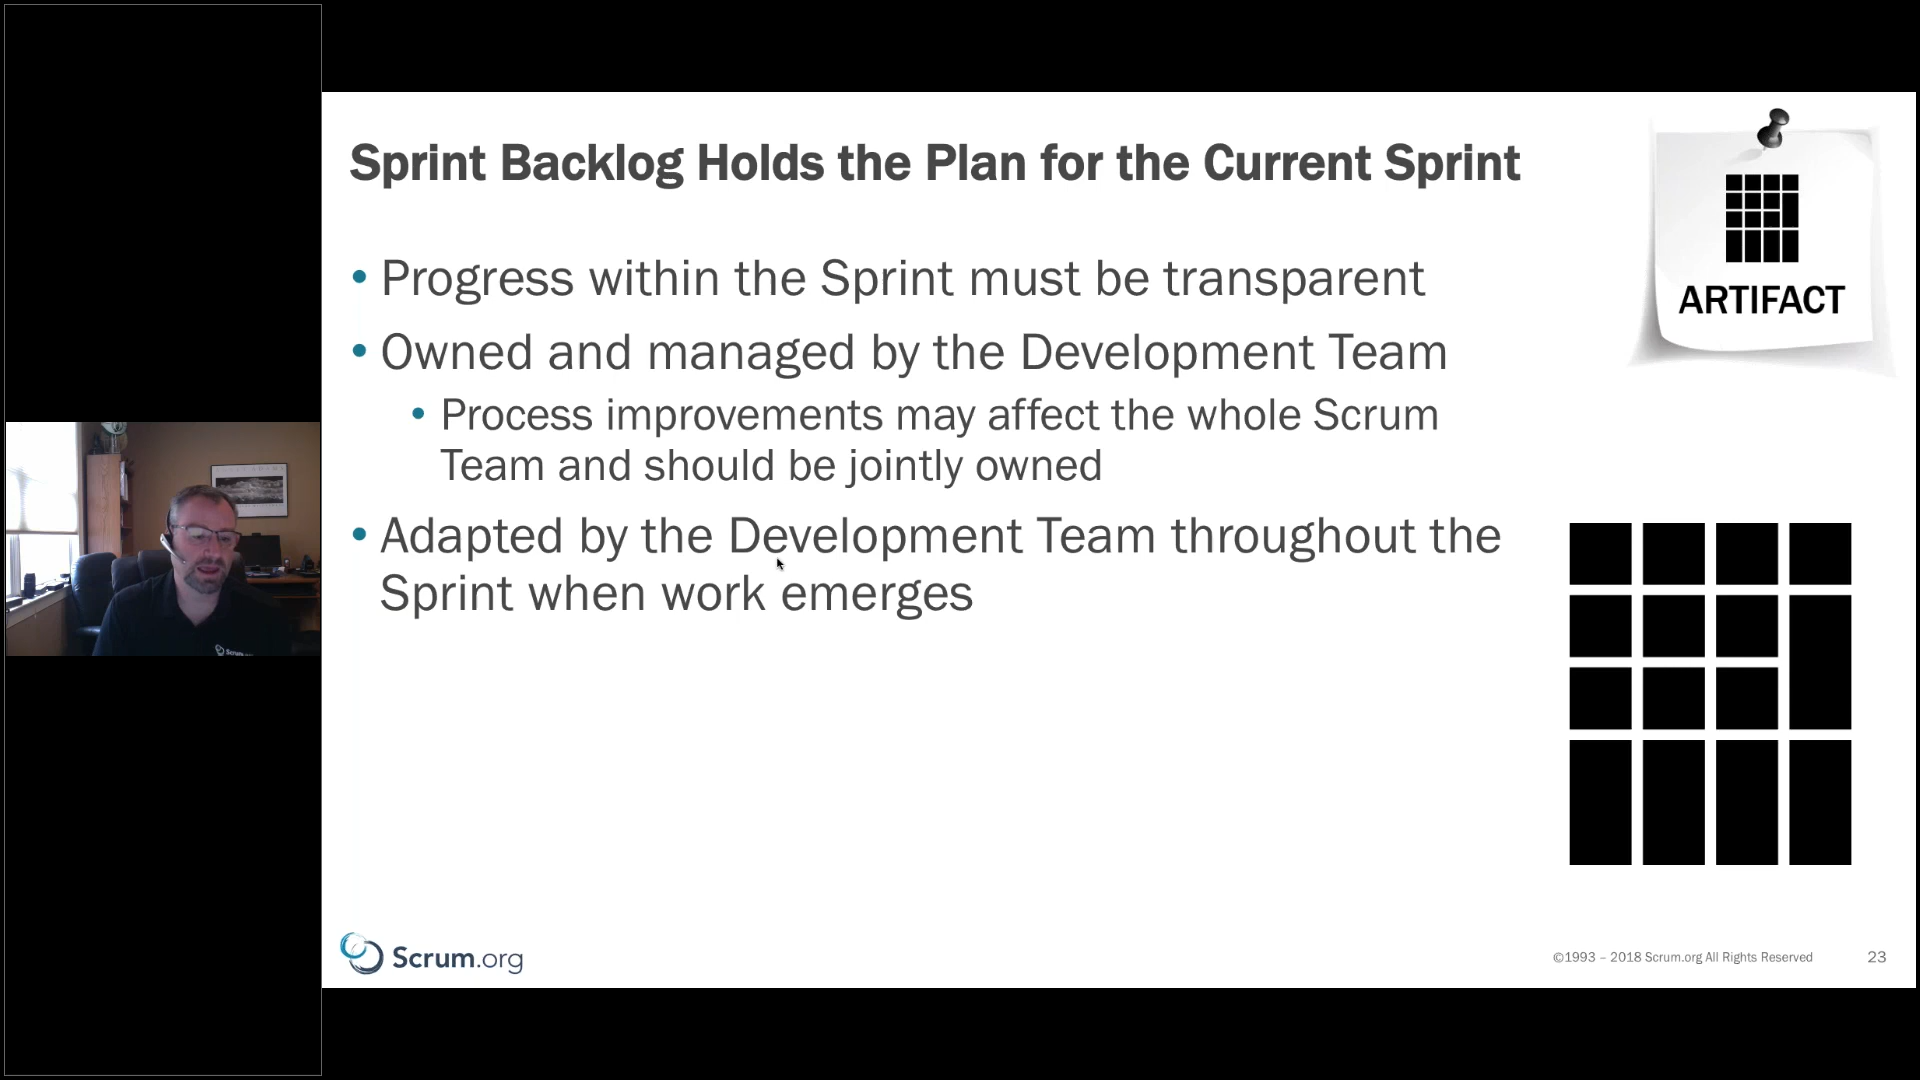 Sprint Backlog Holds the Plan for the Current Sprint
ARTIFACT
• Progress within the Sprint must be transparent
• Owned and managed by the Development Team
• Process improvements may affect the whole Scrum
Team and should be jointly owned
• Adapted by the Development Team throughout the
Sprint when work emerges
Scrum.org
©1993 – 2018 Scrum.org All Rights Reserved
23